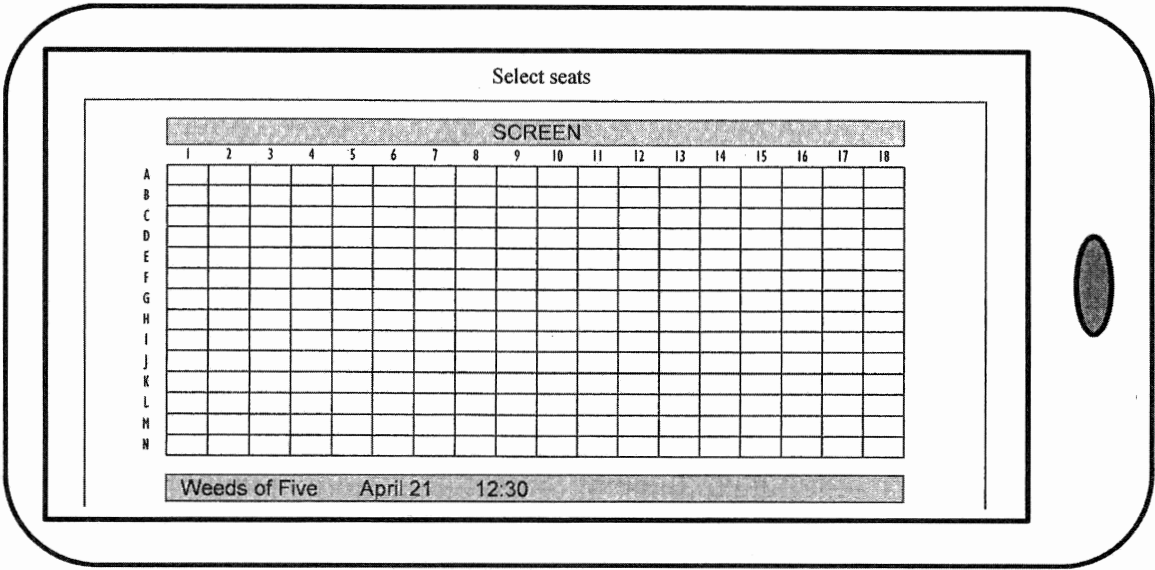 Select seats
SCREEN
1 2 3 4 5 6 7 8 9 10 11 12 13 14 15 16 17 18
A
B
C
D
E
F
G
H
I
J
K
L
M
N
Weeds of Five April 21 12:30